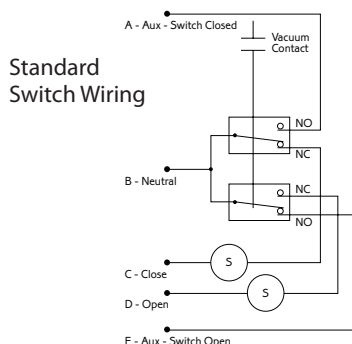 A - Aux - Switch Closed
Vacuum
Contact
Standard
Switch Wiring
NO
NC
B - Neutral
NC
NO
S
C - Close
S
D - Open
E - Aux - Switch Open